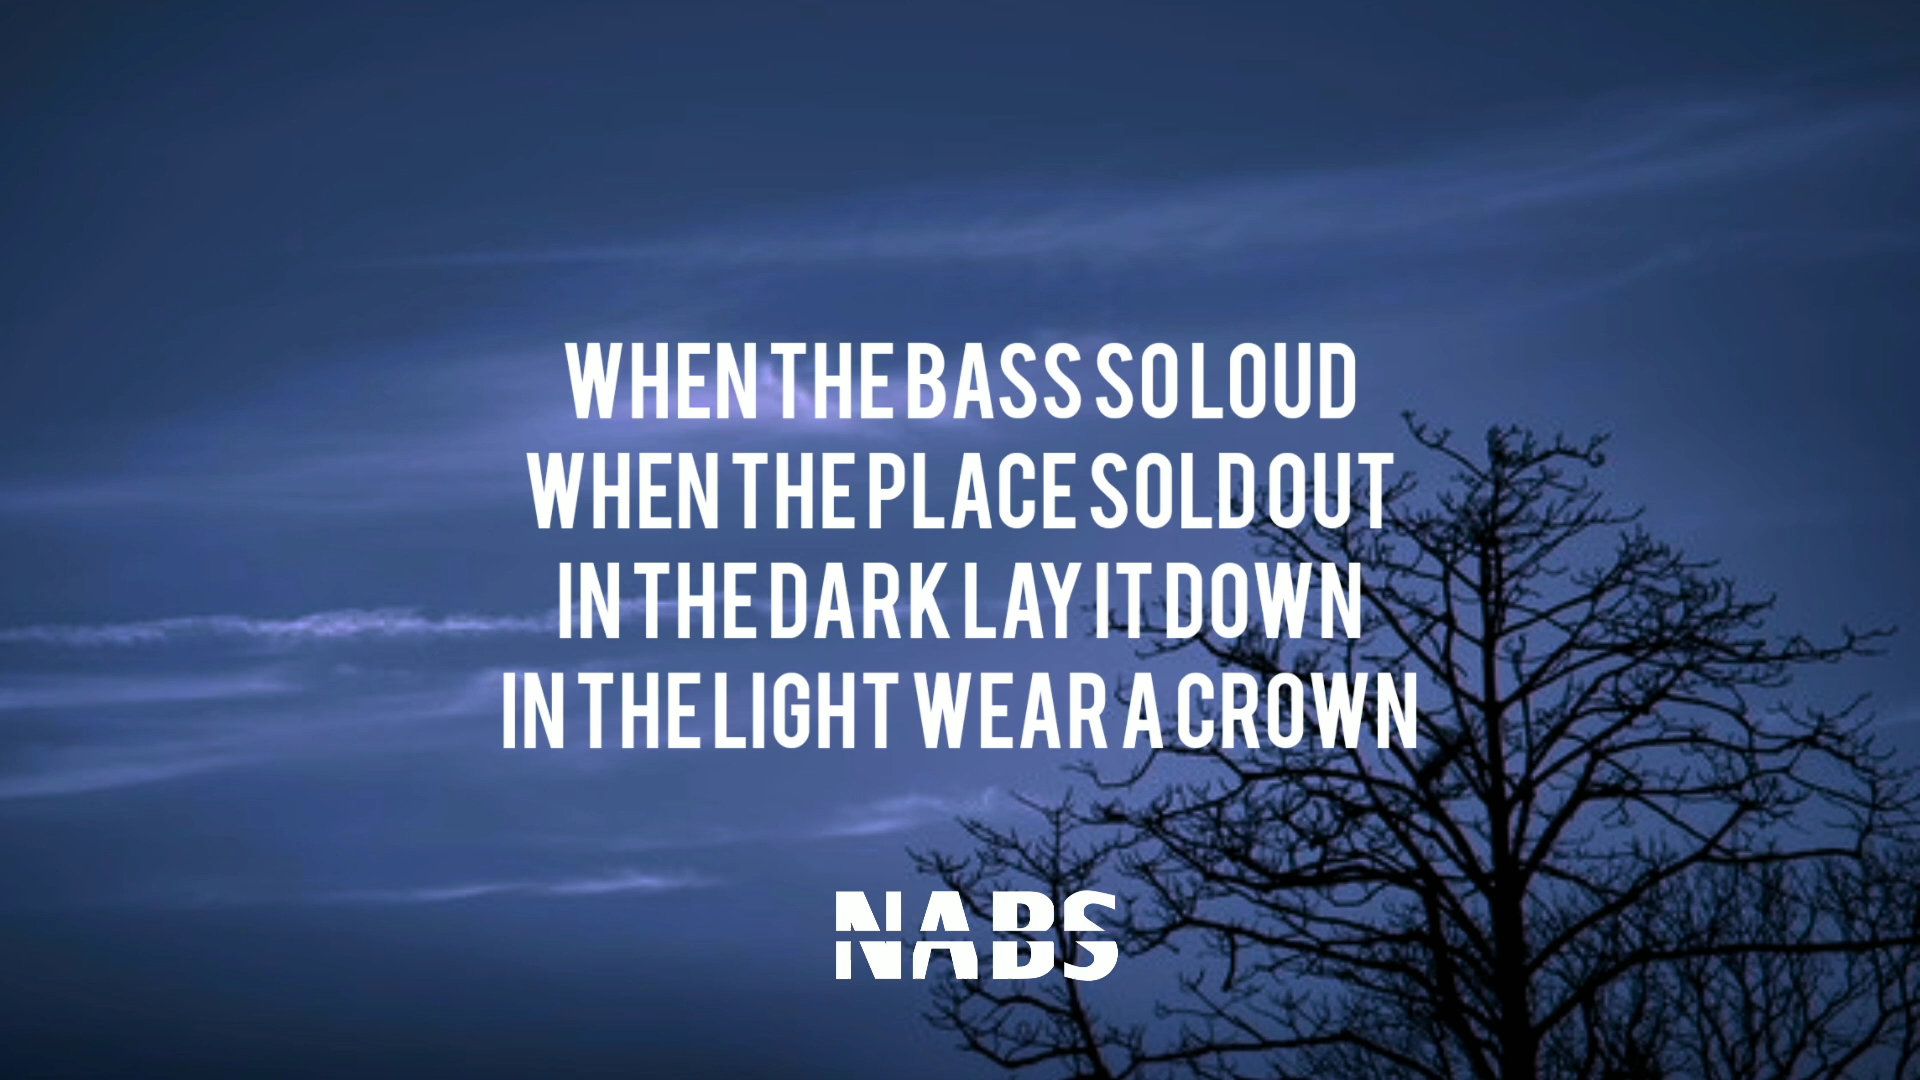 WHEN THE BASS SO LOUD
WHEN THE PLACE SOLD OUT
IN THE DARK LAY IT DOWN
IN THE LIGHT WEAR A CROWN
NABS